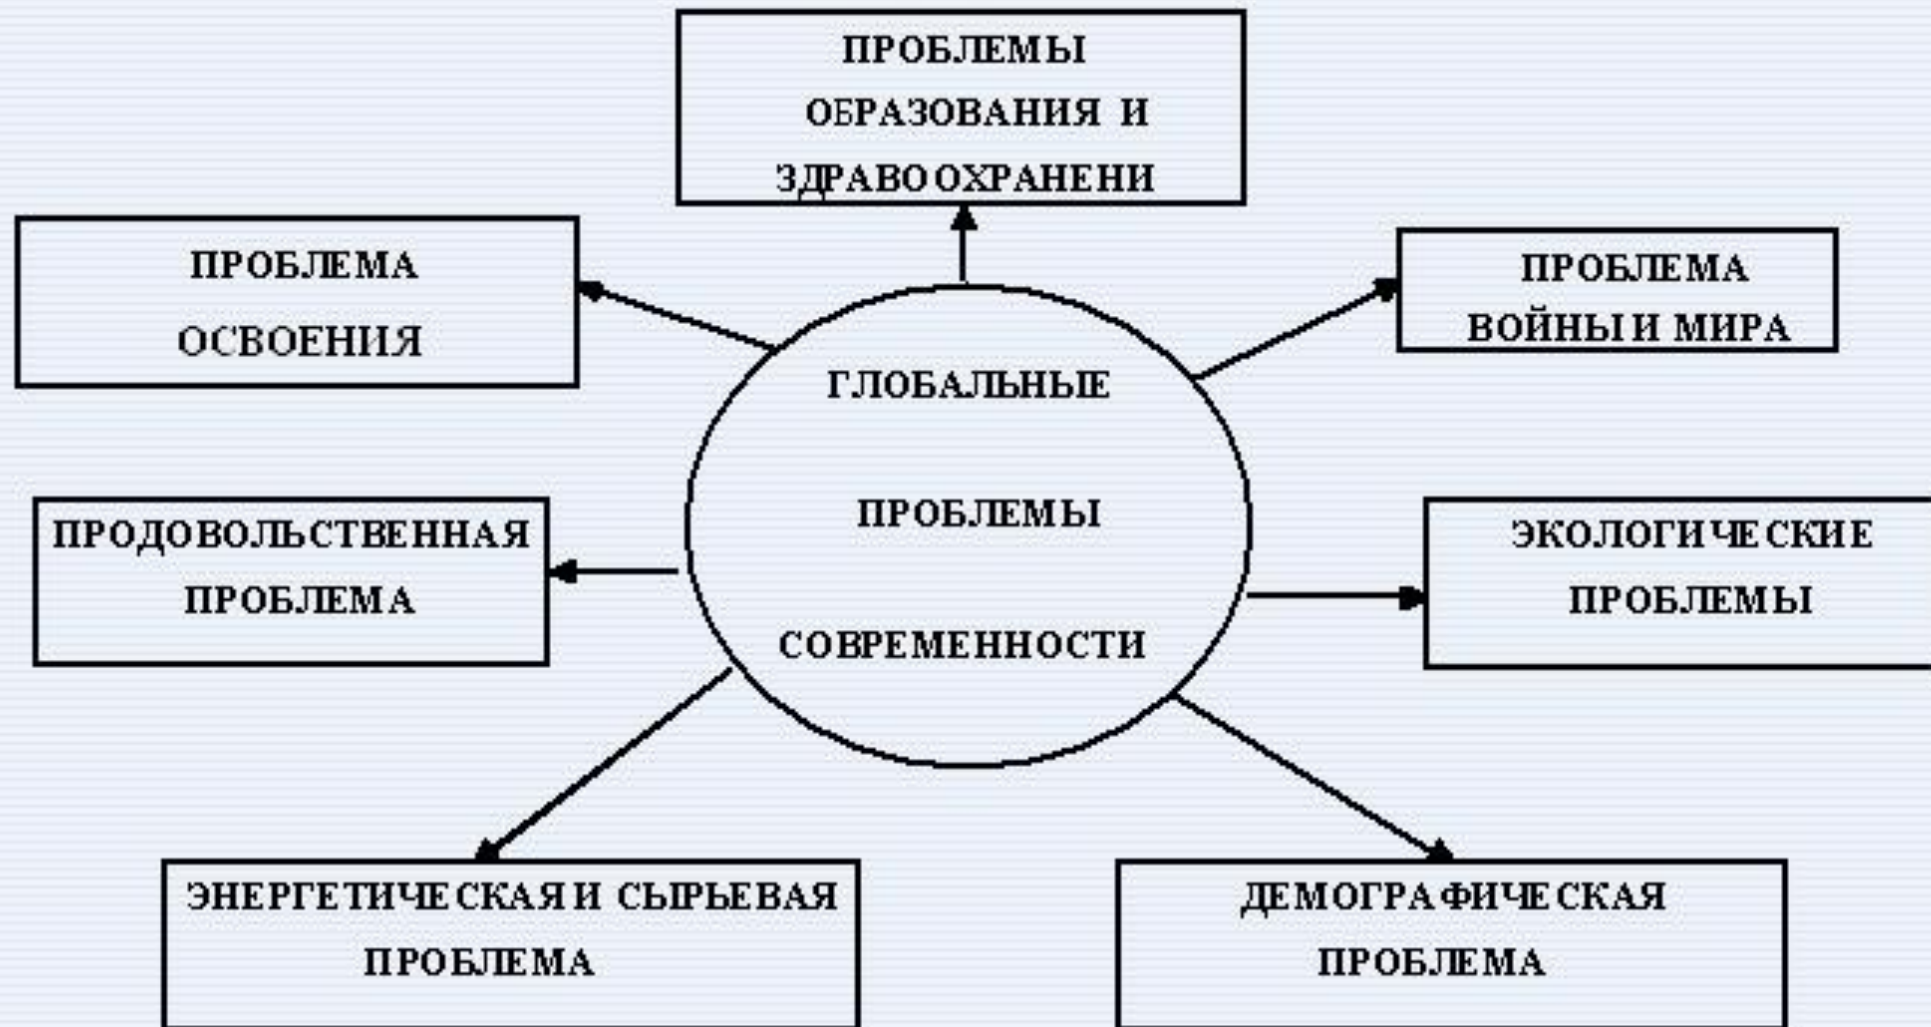 ПРОБЛЕМЫ
ОБРАЗОВАНИЯ И
ЗДРАВООХРАНЕНИ
ПРОБЛЕМА
ОСВОЕНИЯ
ПРОБЛЕМА
ВОЙНЫ И МИРА
ГЛОБАЛЬНЫЕ
ПРОБЛЕМЫ
СОВРЕМЕННОСТИ
ПРОДОВОЛЬСТВЕННАЯ
ПРОБЛЕМА
ЭКОЛОГИЧЕСКИЕ
ПРОБЛЕМЫ
ЭНЕРГЕТИЧЕСКАЯ И СЫРЬЕВАЯ
ПРОБЛЕМА
ДЕМОГРАФИЧЕСКАЯ
ПРОБЛЕМА